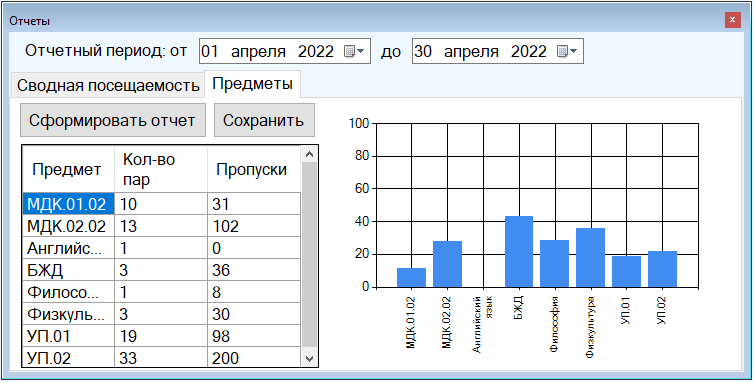 Отчеты
Отчетный период: от 01 апреля 2022 до 30 апреля 2022
Сводная посещаемость Предметы
Сформировать отчет Сохранить
Предмет Кол-во пар Пропуски
МДК.01.02 10 31
МДК.02.02 13 102
Английс... 1 0
БЖД 3 36
Филосо... 1 8
Физкуль... 3 30
УП.01 19 98
УП.02 33 200
100
80
60
40
20
0
МДК.01.02
МДК.02.02
Английский
язык
БЖД
Философия
Физкультура
УП.01
УП.02